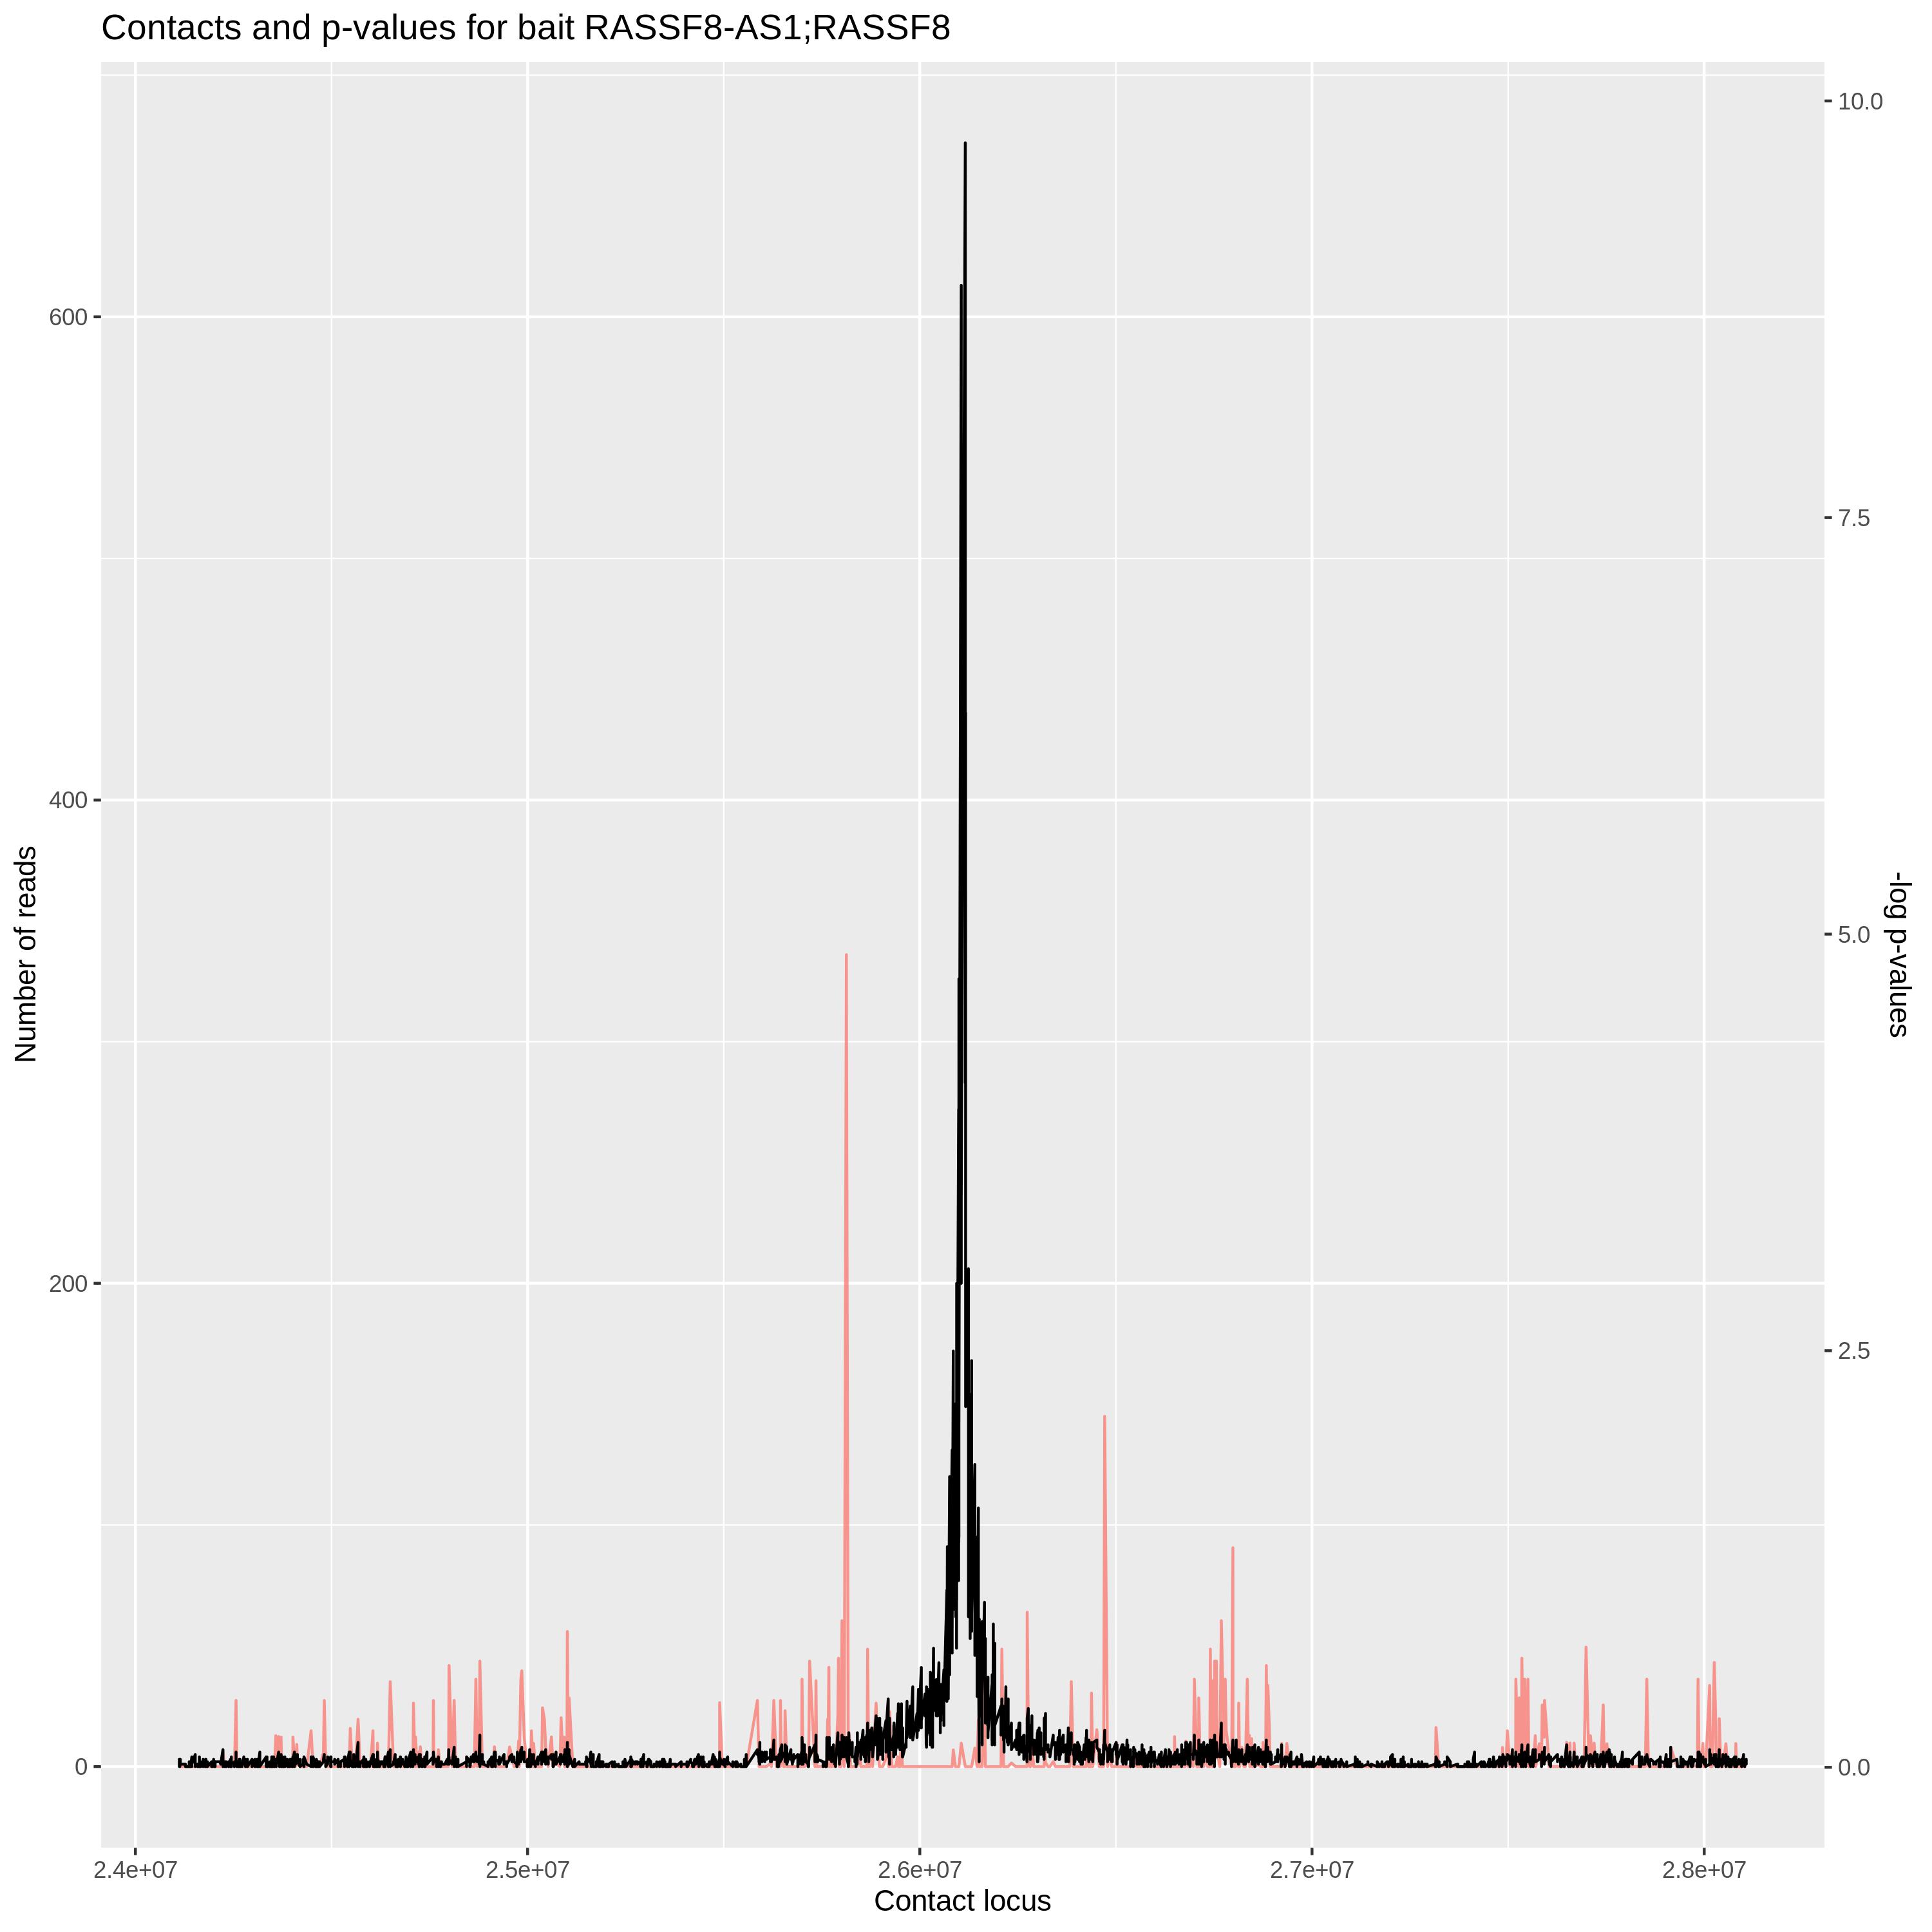 Contacts and p-values for bait RASSF8-AS1;RASSF8
10.0
600
7.5
400
5.0
Number of reads
-log p-values
200
2.5
0
0.0
2.4e+07
2.5e+07
2.6e+07
2.7e+07
2.8e+07
Contact locus